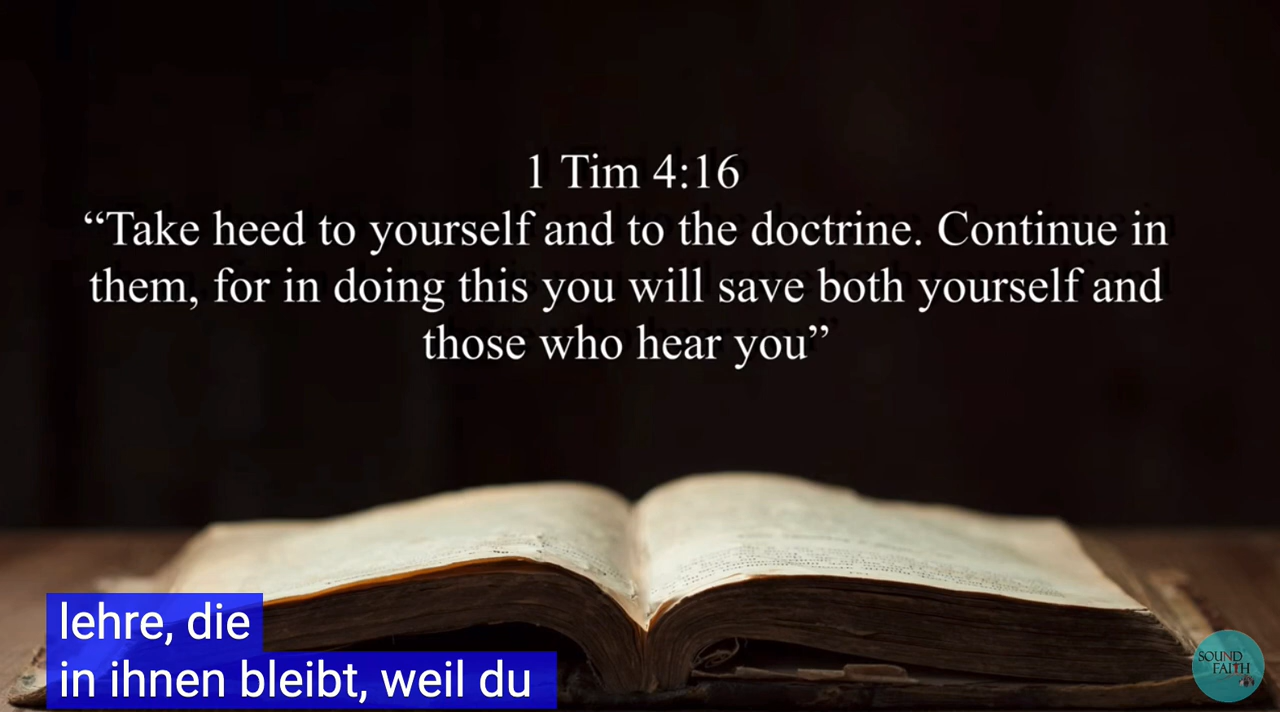 1 Tim 4:16
“Take heed to yourself and to the doctrine. Continue in
them, for in doing this you will save both yourself and
those who hear you”
lehre, die
in ihnen bleibt, weil du
SOUND
FAITH